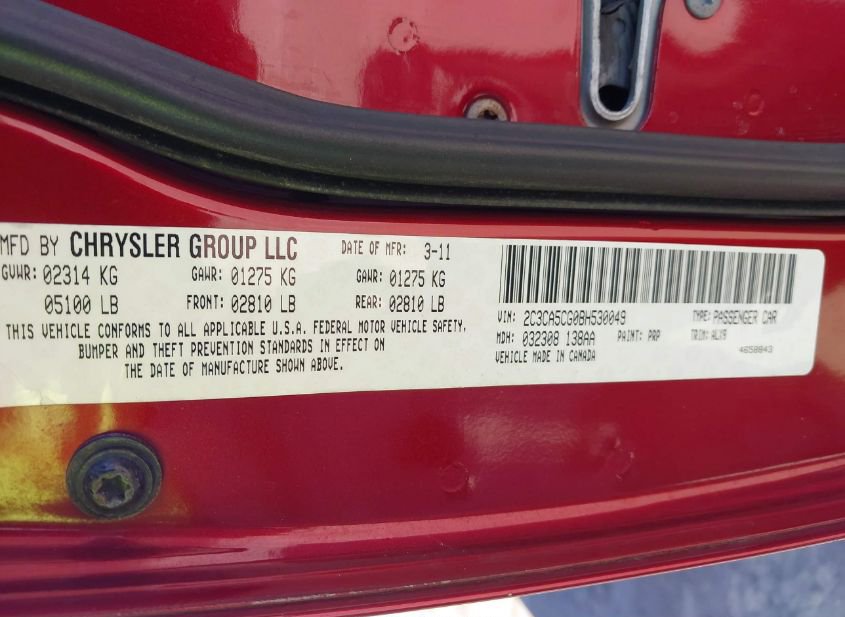 MFD BY CHRYSLER GROUP LLC DATE OF MFR: 3-11
GVWR: 02314 KG GAWR: 01275 KG GAWR: 01275 KG
05100 LB FRONT: 02810 LB REAR: 02810 LB
THIS VEHICLE CONFORMS TO ALL APPLICABLE U.S.A. FEDERAL MOTOR VEHICLE SAFETY,
BUMPER AND THEFT PREVENTION STANDARDS IN EFFECT ON
THE DATE OF MANUFACTURE SHOWN ABOVE.
VIN: 2C3CA5CG0BH530049 TYPE: PASSENGER CAR
MDH: 032308 138AA PAINT: PRP TRIM: ALX9
VEHICLE MADE IN CANADA 4658843